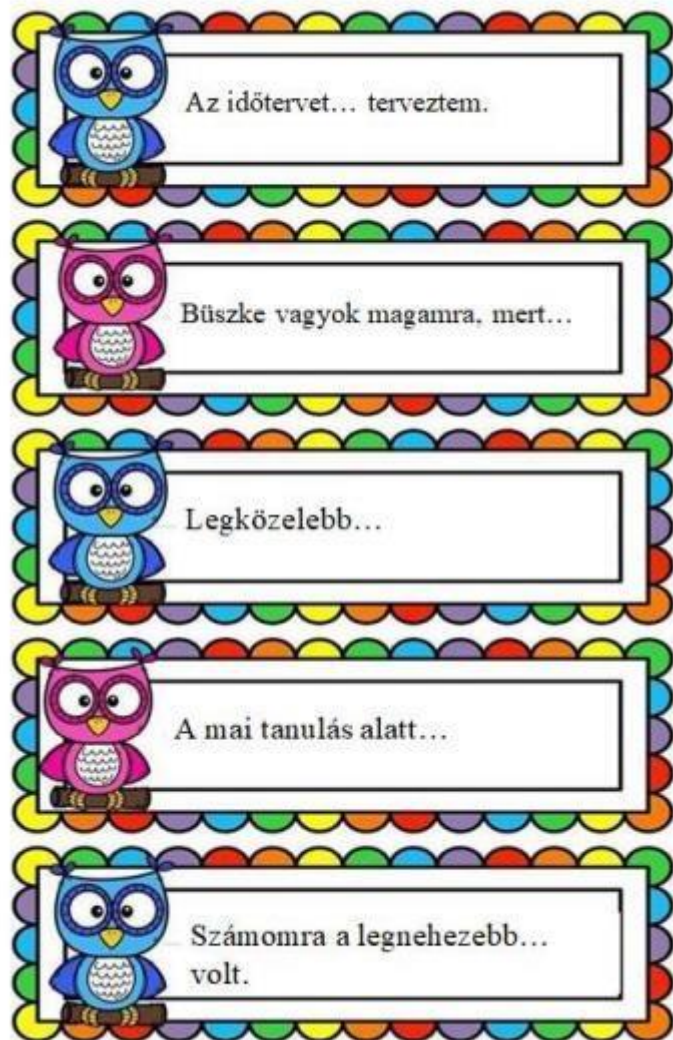 Az időtervet… terveztem.
Büszke vagyok magamra, mert…
Legközelebb…
A mai tanulás alatt…
Számomra a legnehezebb…
volt.